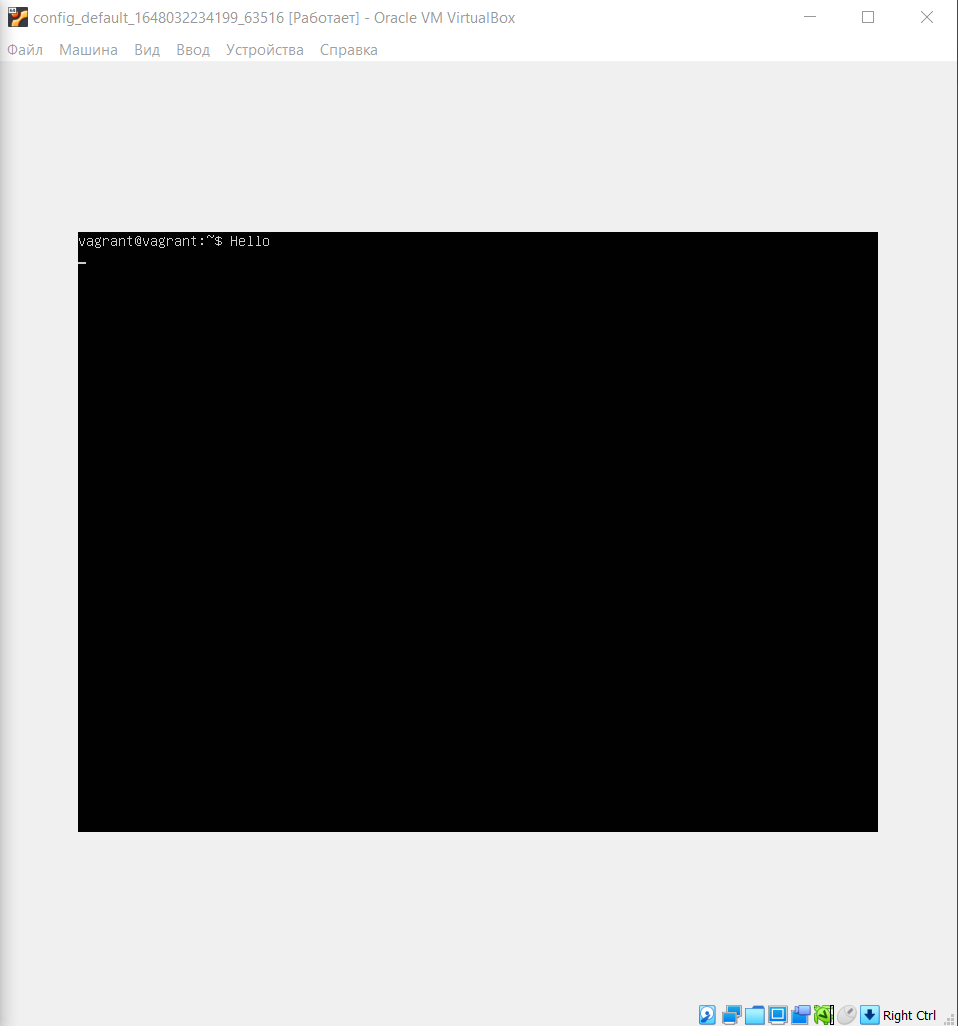 config_default_1648032234199_63516 [Работает] - Oracle VM VirtualBox
Файл Машина Вид Ввод Устройства Справка
vagrant@vagrant:~$ Hello
Right Ctrl